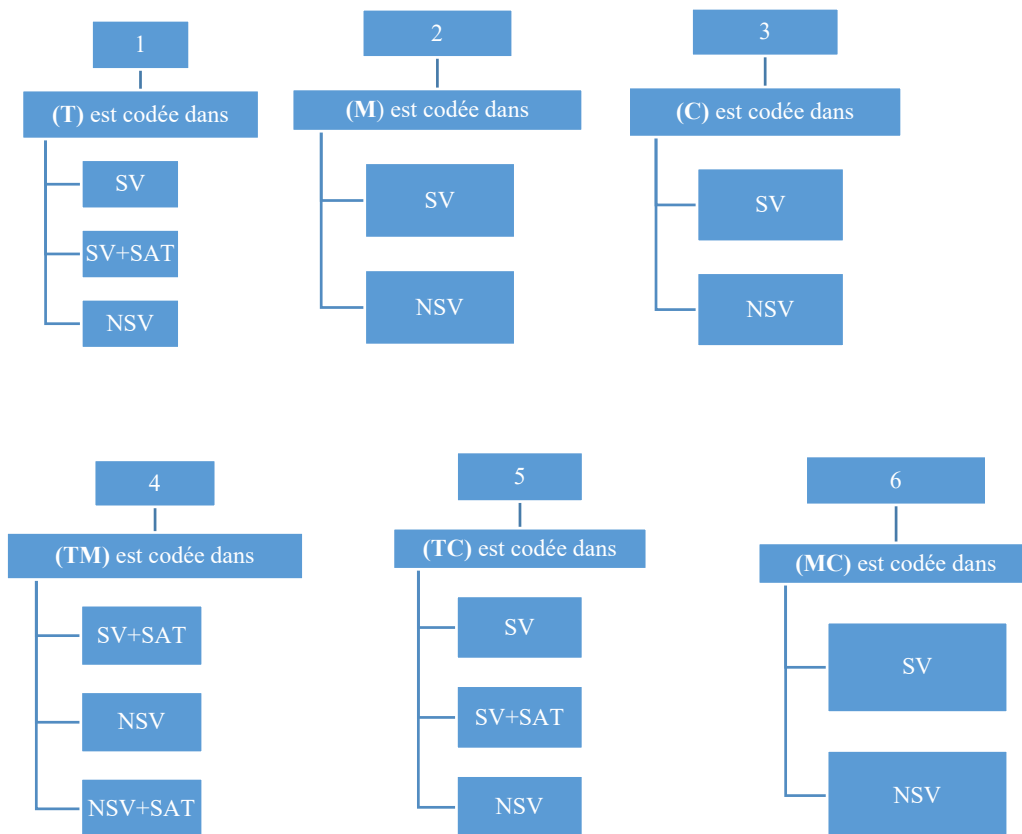 1
(T) est codée dans
SV
SV+SAT
NSV
2
(M) est codée dans
SV
NSV
3
(C) est codée dans
SV
NSV
4
(TM) est codée dans
SV+SAT
NSV
NSV+SAT
5
(TC) est codée dans
SV
SV+SAT
NSV
6
(MC) est codée dans
SV
NSV